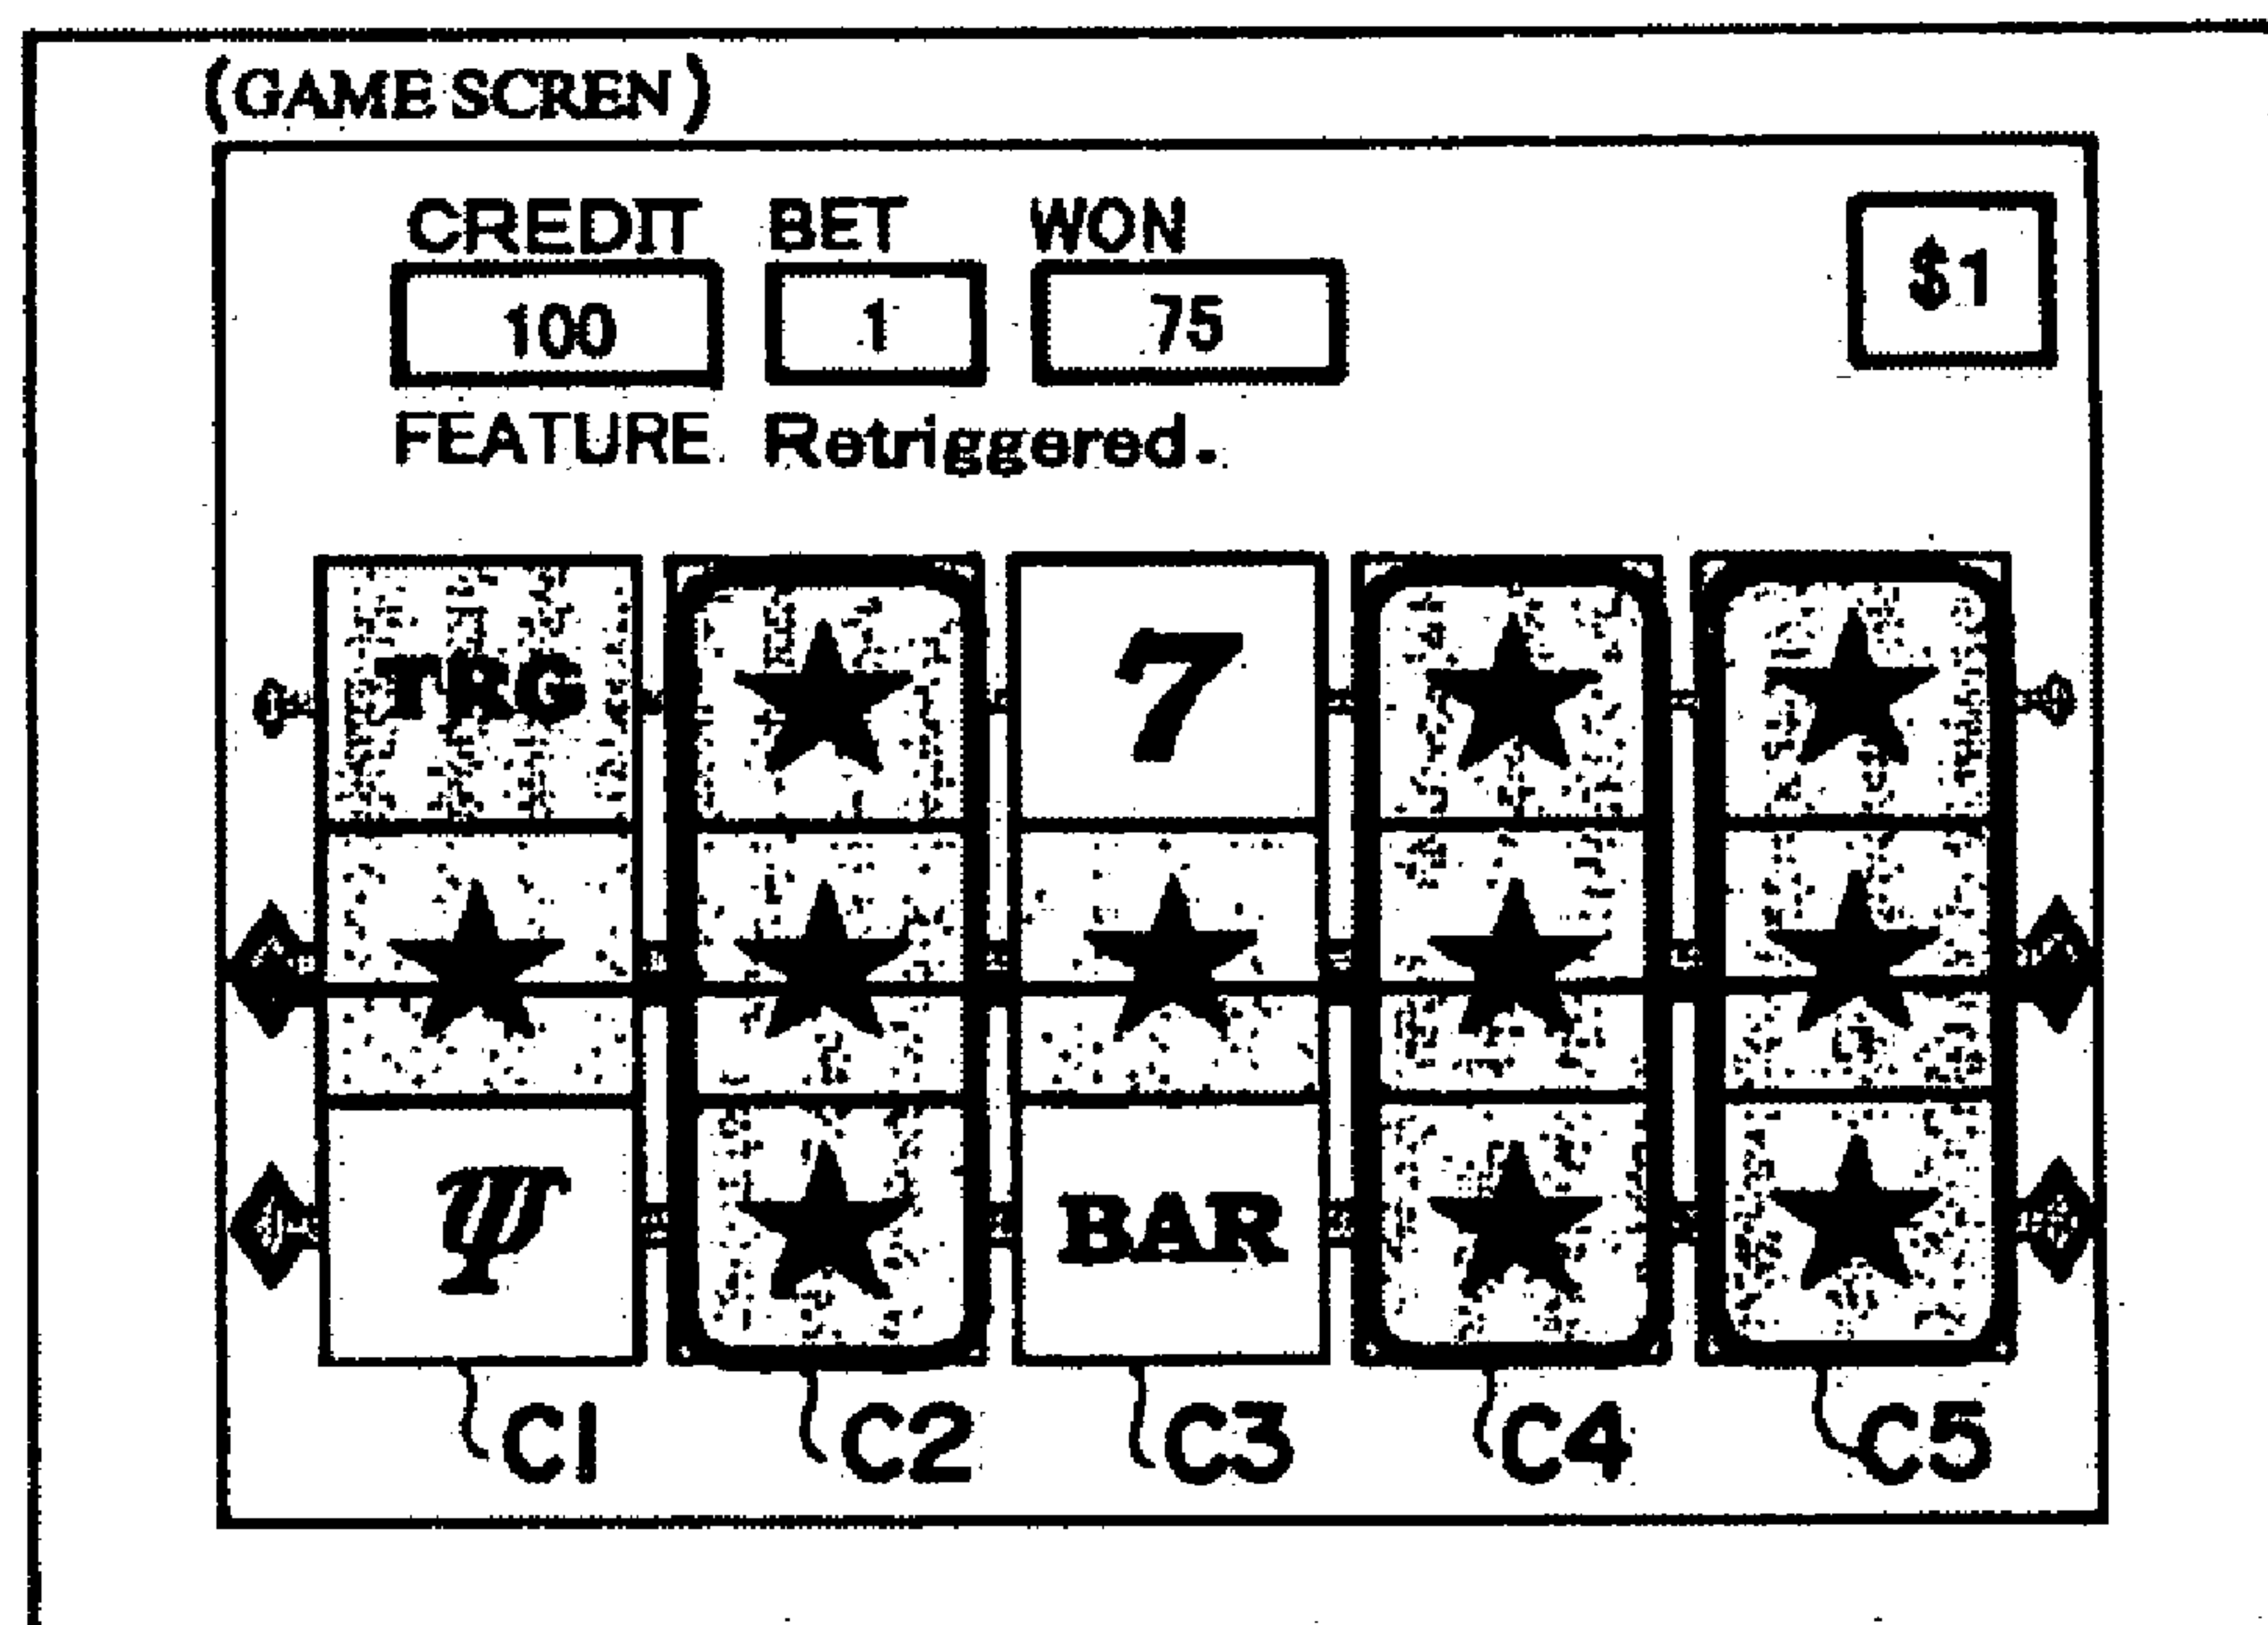 (GAME SCREN)
CREDIT BET WON
100 1 75 $1
FEATURE Retriggered.
TRG 7
BAR
C1 C2 C3 C4 C5